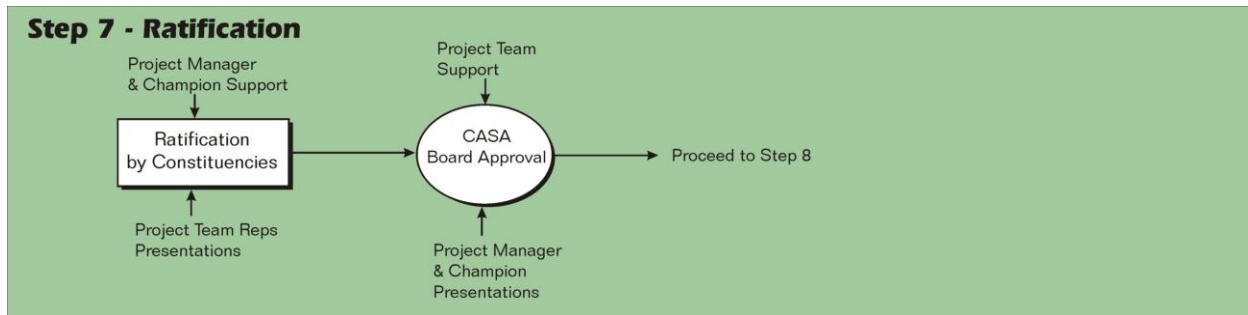 Step 7 - Ratification
Project Manager
& Champion Support
Ratification
by Constituencies
Project Team Reps
Presentations
Project Team
Support
CASA
Board Approval
Project Manager
& Champion
Presentations
Proceed to Step 8